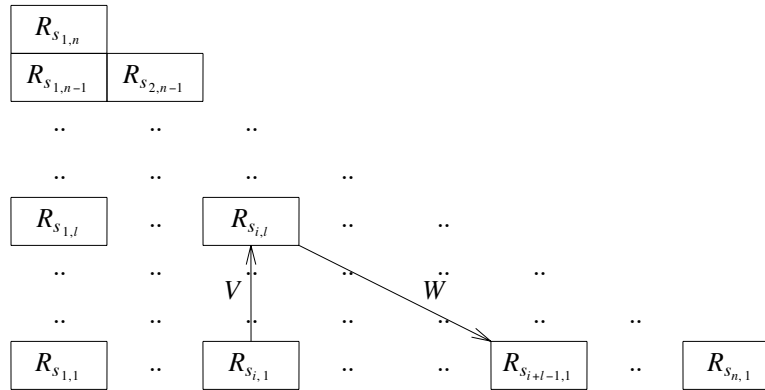 R_{s_{1,n}}
R_{s_{1,n-1}} R_{s_{2,n-1}}
.. .. ..
.. .. .. ..
R_{s_{1,l}} .. R_{s_{i,l}} .. ..
.. .. .. .. .. ..
V W
.. .. .. .. .. .. ..
R_{s_{1,1}} .. R_{s_{i,1}} .. .. R_{s_{i+l-1,1}} .. R_{s_{n,1}}